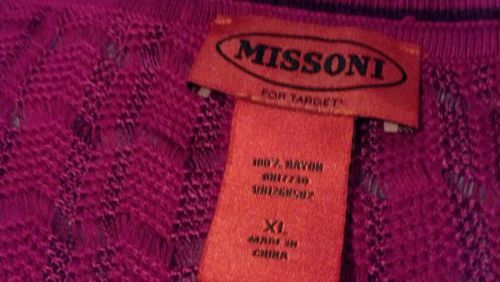 MISSONI
FOR TARGET*
100% RAYON
XL
MADE IN
CHINA